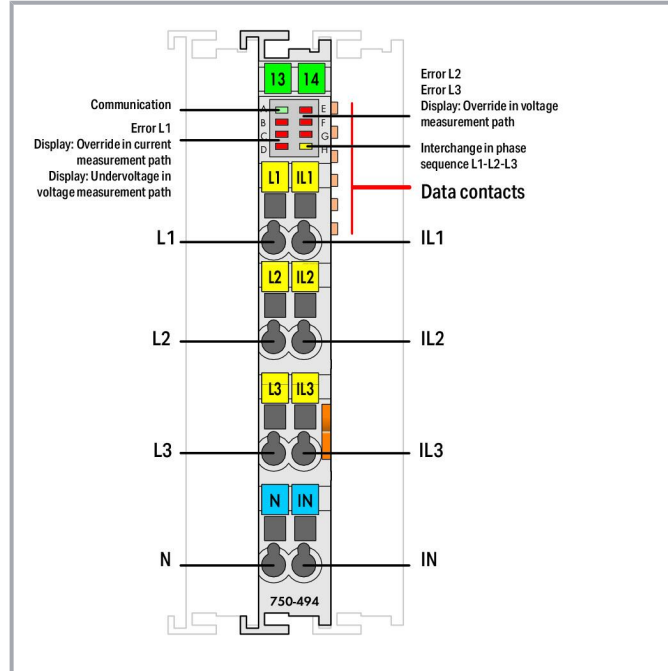 13 14
Communication
Error L1
Display: Override in current
measurement path
Display: Undervoltage in
voltage measurement path
A E
B F
C G
D H
Error L2
Error L3
Display: Override in voltage
measurement path
Interchange in phase
sequence L1-L2-L3
Data contacts
L1 IL1
L1 IL1
L2 IL2
L2 IL2
L3 IL3
L3 IL3
N IN
N IN
750-494